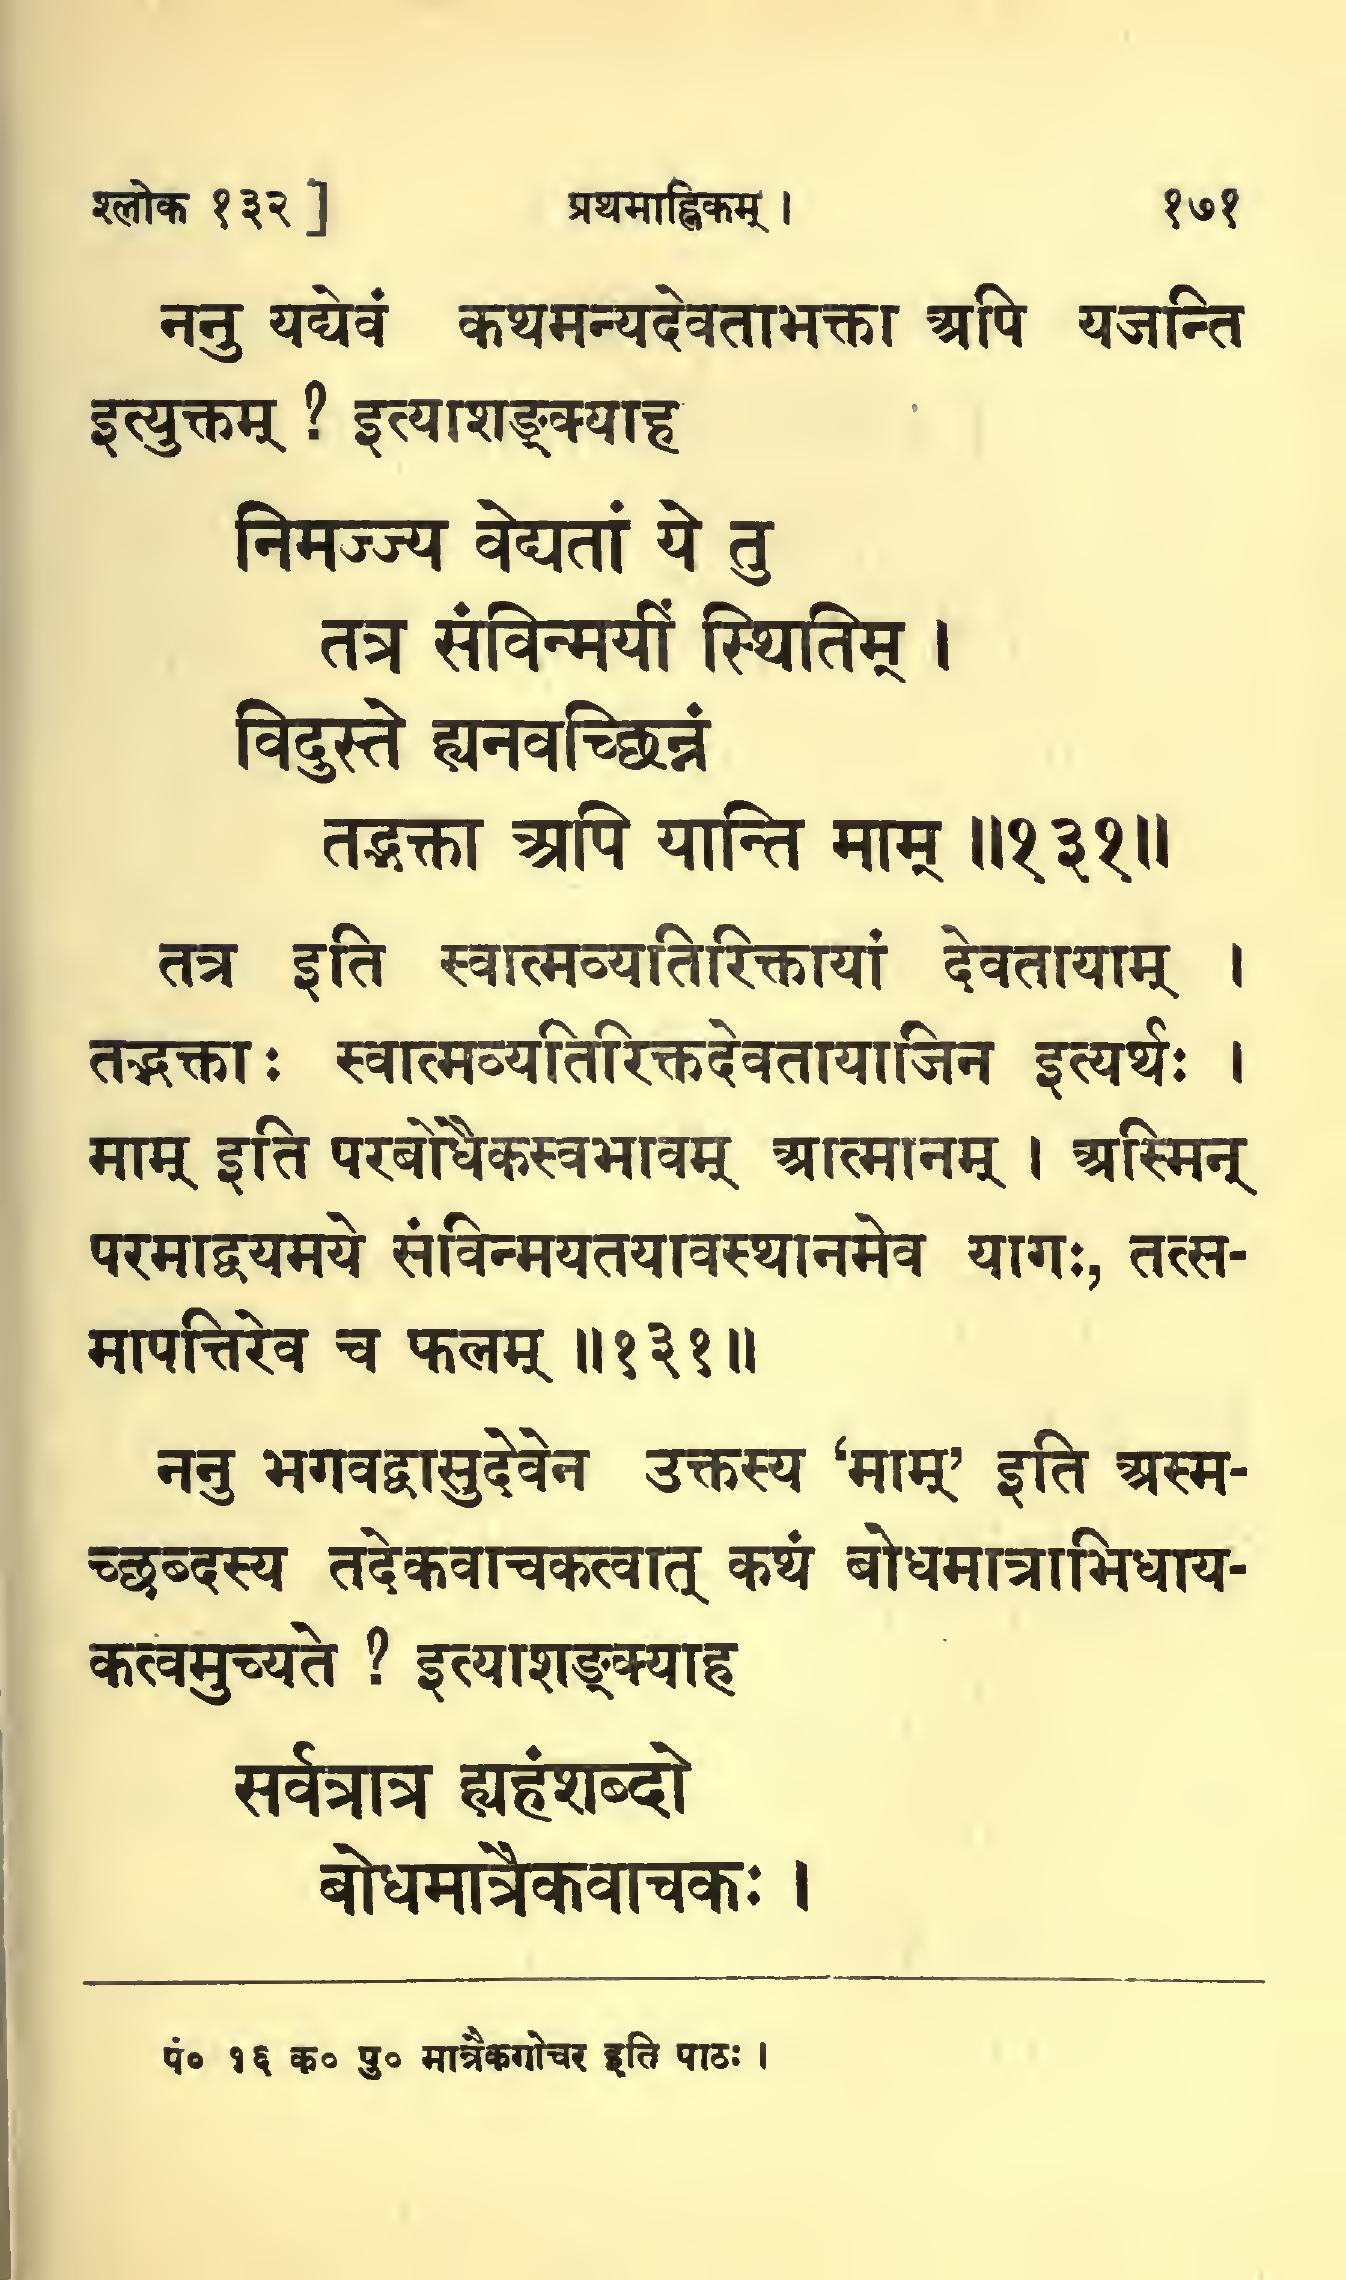 श्लोक १३२ ] प्रथमाह्निकम् । १७१
ननु यद्येवं कथमन्यदेवताभक्ता अपि यजन्ति
इत्युक्तम् ? इत्याशङ्क्याह
निमज्ज्य वेद्यतां ये तु
तत्र संविन्मयीं स्थितिम् ।
विदुस्ते ह्यनवच्छिन्नं
तद्भक्ता अपि यान्ति माम् ॥१३१॥
तत्र इति स्वात्मव्यतिरिक्तायां देवतायाम् ।
तद्भक्ताः स्वात्मव्यतिरिक्तदेवतायाजिन इत्यर्थः ।
माम् इति परबोधैकस्वभावम् आत्मानम् । अस्मिन्
परमाद्वयमये संविन्मयतयावस्थानमेव यागः, तत्स-
मापत्तिरेव च फलम् ॥१३१॥
ननु भगवद्वासुदेवेन उक्तस्य ‘माम्’ इति अस्म-
च्छब्दस्य तदेकवाचकत्वात् कथं बोधमात्राभिधाय-
कत्वमुच्यते ? इत्याशङ्क्याह
सर्वत्रात्र ह्यहंशब्दो
बोधमात्रैकवाचकः ।
पं० १६ क० पु० मात्रैकगोचर इति पाठः ।